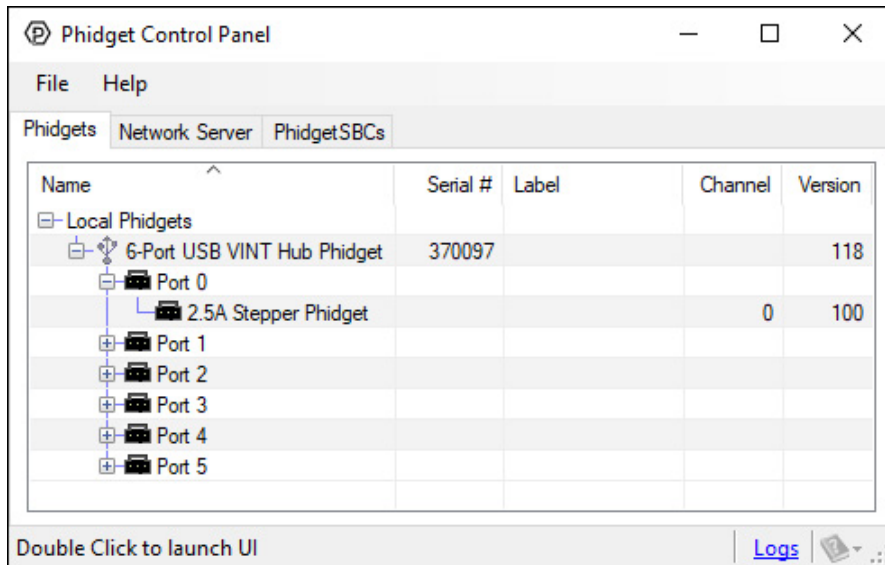 Phidget Control Panel
File Help
Phidgets Network Server PhidgetSBCs
Name Serial # Label Channel Version
Local Phidgets
6-Port USB VINT Hub Phidget 370097 118
Port 0
2.5A Stepper Phidget 0 100
Port 1
Port 2
Port 3
Port 4
Port 5
Double Click to launch UI Logs